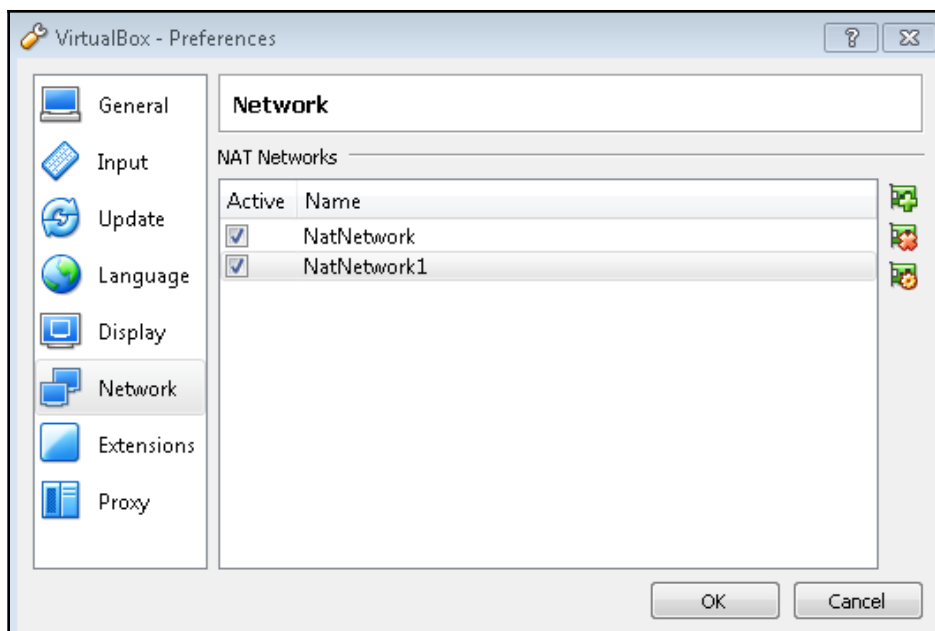 VirtualBox - Preferences
General
Input
Update
Language
Display
Network
Extensions
Proxy
Network
NAT Networks
Active Name
NatNetwork
NatNetwork1
OK Cancel